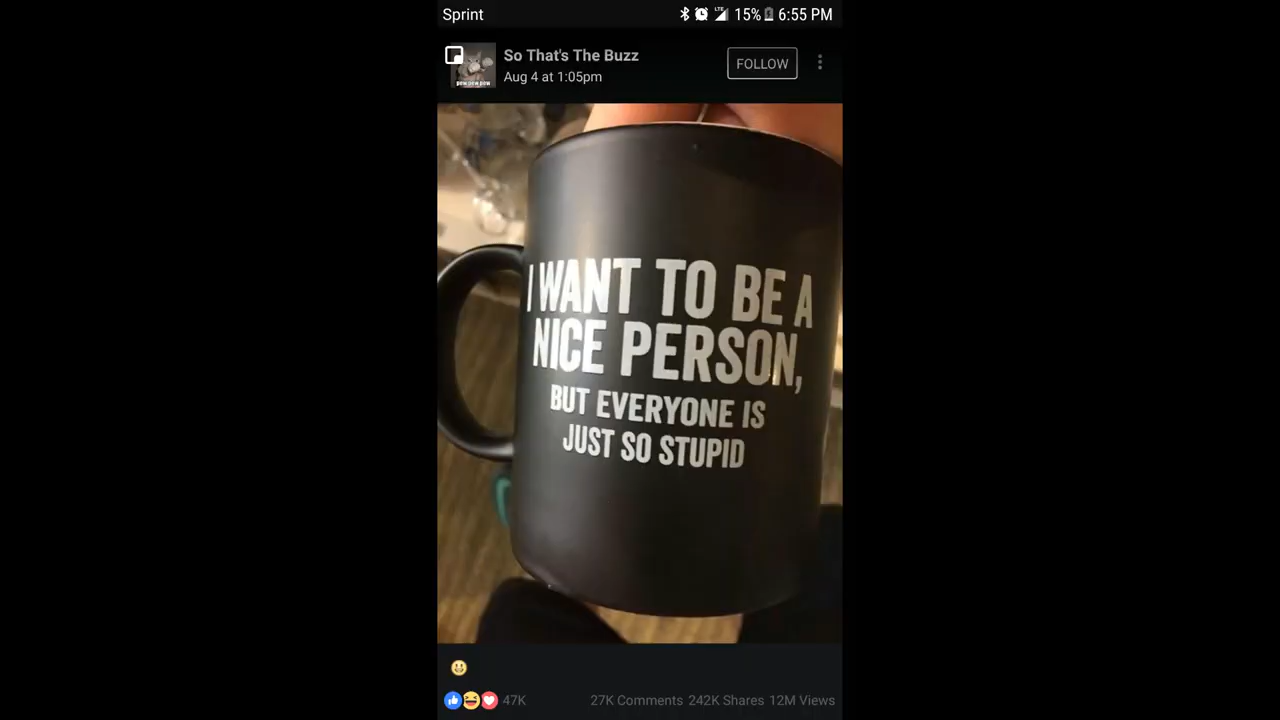 Sprint
LTE 15% 6:55 PM
So That's The Buzz
FOLLOW
Aug 4 at 1:05pm
I WANT TO BE A
NICE PERSON,
BUT EVERYONE IS
JUST SO STUPID
47K 27K Comments 242K Shares 12M Views